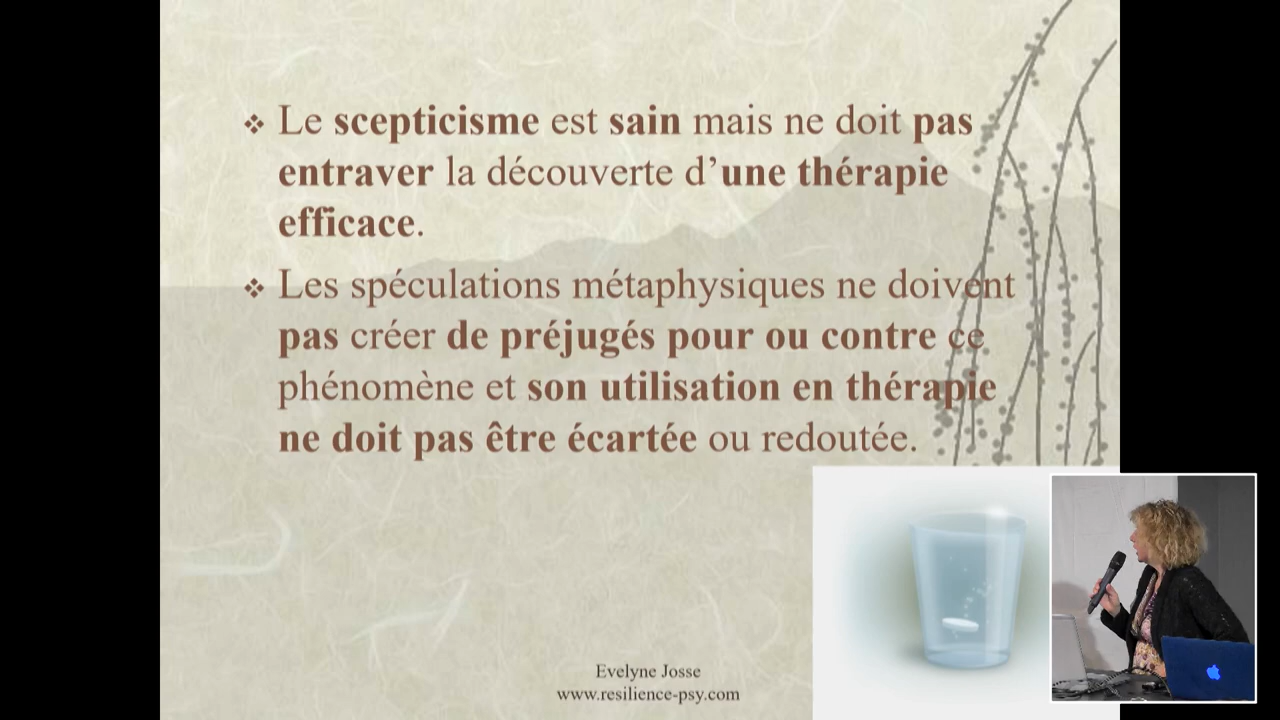 ❖ Le scepticisme est sain mais ne doit pas
entraver la découverte d’une thérapie
efficace.
❖ Les spéculations métaphysiques ne doivent
pas créer de préjugés pour ou contre ce
phénomène et son utilisation en thérapie
ne doit pas être écartée ou redoutée.
Evelyne Josse
www.resilience-psy.com